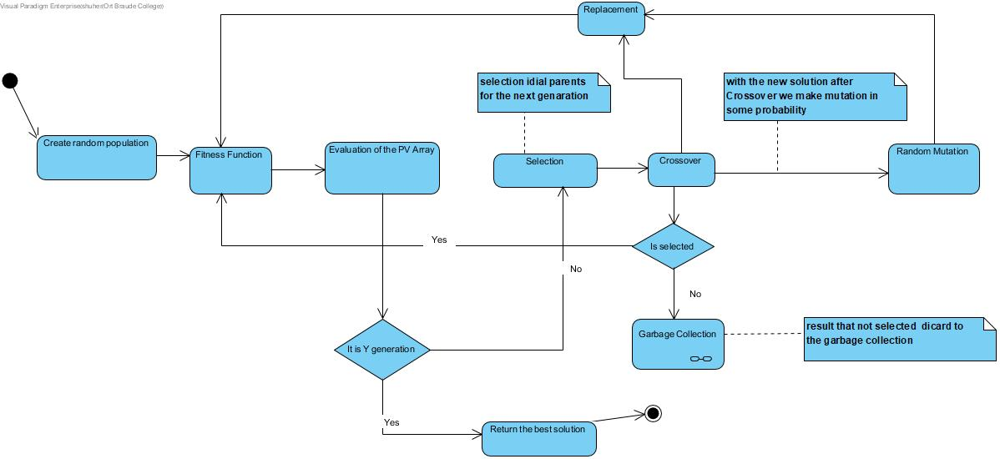 Visual Paradigm Enterprise(shuher(Ort Braude College))
Replacement
selection idial parents
for the next genaration
with the new solution after
Crossover we make mutation in
some probability
Create random population
Fitness Function
Evaluation of the PV Array
Selection
Crossover
Random Mutation
Yes
Is selected
No
No
It is Y generation
Garbage Collection
result that not selected dicard to
the garbage collection
Yes
Return the best solution